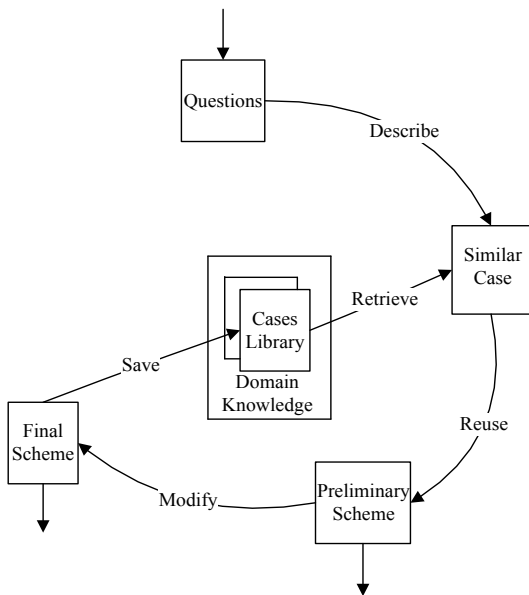 Questions
Describe
Similar
Case
Retrieve
Cases
Library
Domain
Knowledge
Save
Final
Scheme
Reuse
Modify
Preliminary
Scheme